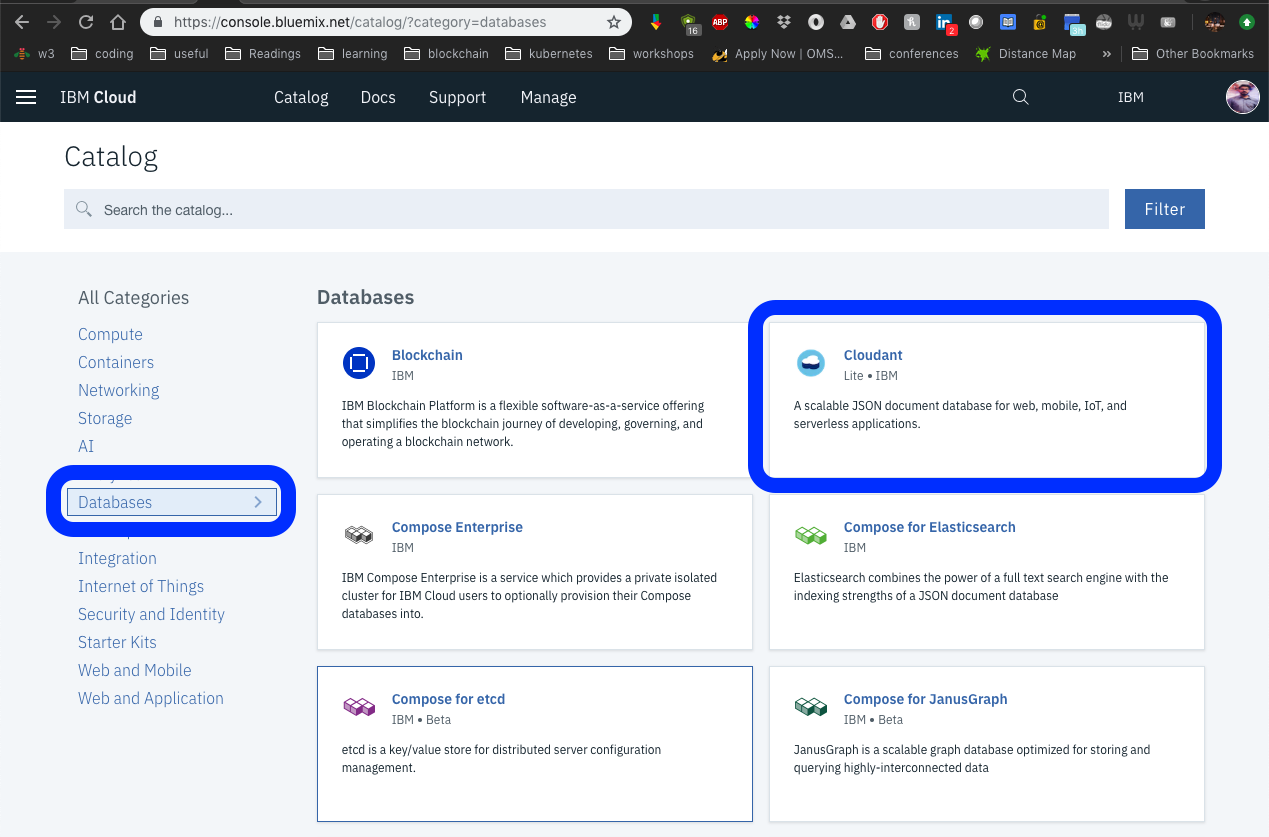 https://console.bluemix.net/catalog/?category=databases
ABP
16
2
3h
w3 coding useful Readings learning blockchain kubernetes workshops Apply Now | OMS... conferences Distance Map » Other Bookmarks
IBM Cloud Catalog Docs Support Manage IBM
Catalog
Search the catalog...
Filter
All Categories
Compute
Containers
Networking
Storage
AI
Databases
Integration
Internet of Things
Security and Identity
Starter Kits
Web and Mobile
Web and Application
Databases
Blockchain
IBM
IBM Blockchain Platform is a flexible software-as-a-service offering
that simplifies the blockchain journey of developing, governing, and
operating a blockchain network.
Cloudant
Lite • IBM
A scalable JSON document database for web, mobile, IoT, and
serverless applications.
Compose Enterprise
IBM
IBM Compose Enterprise is a service which provides a private isolated
cluster for IBM Cloud users to optionally provision their Compose
databases into.
Compose for Elasticsearch
IBM
Elasticsearch combines the power of a full text search engine with the
indexing strengths of a JSON document database
Compose for etcd
IBM • Beta
etcd is a key/value store for distributed server configuration
management.
Compose for JanusGraph
IBM • Beta
JanusGraph is a scalable graph database optimized for storing and
querying highly-interconnected data